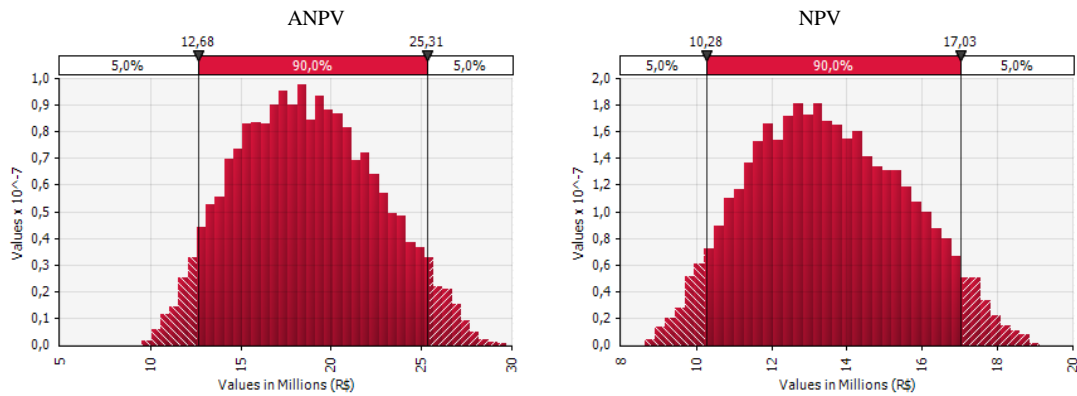 ANPV
12,68 25,31
5,0% 90,0% 5,0%
1,0
0,9
0,8
0,7
0,6
0,5
0,4
0,3
0,2
0,1
0,0
Values x 10^-7
5 10 15 20 25 30
Values in Millions (R$)
NPV
10,28 17,03
5,0% 90,0% 5,0%
2,0
1,8
1,6
1,4
1,2
1,0
0,8
0,6
0,4
0,2
0,0
Values x 10^-7
8 10 12 14 16 18 20
Values in Millions (R$)